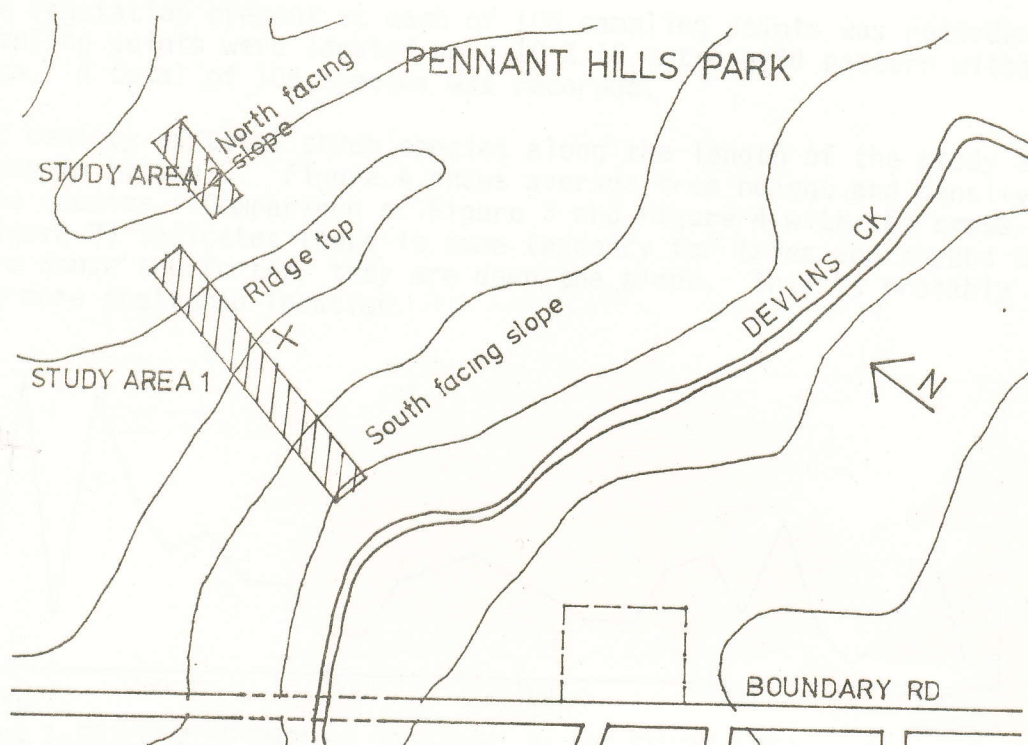 PENNANT HILLS PARK
North facing
slope
STUDY AREA 2
Ridge top
DEVLINS CK
X
South facing slope
STUDY AREA 1
N
BOUNDARY RD